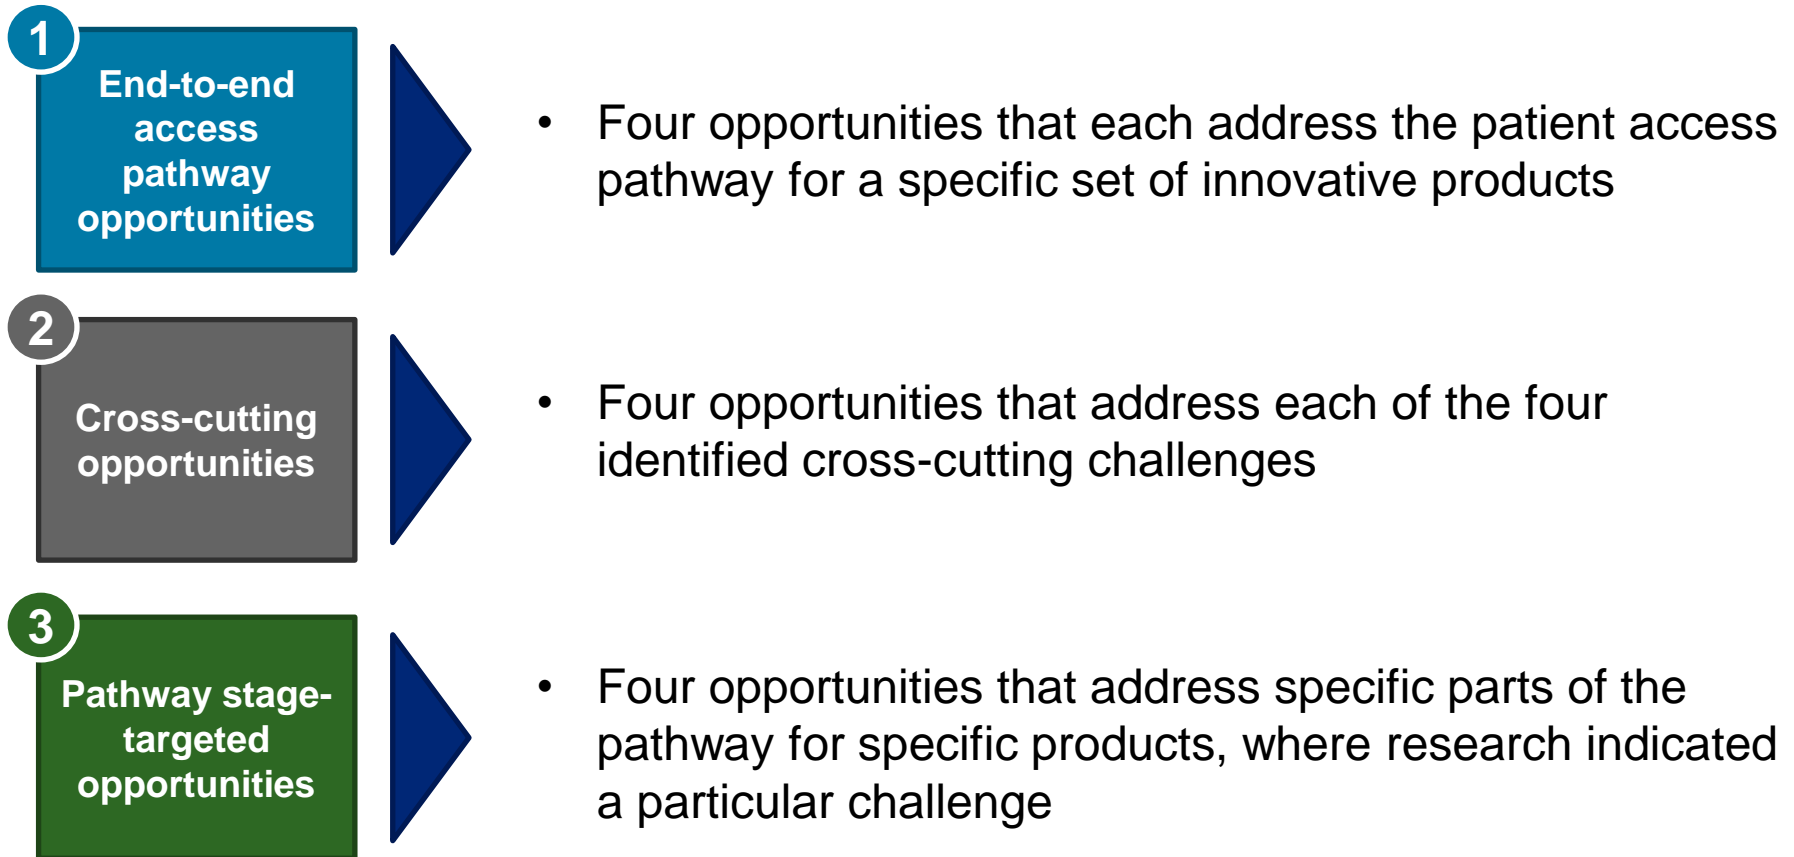 1
End-to-end
access
pathway
opportunities
• Four opportunities that each address the patient access
pathway for a specific set of innovative products
2
Cross-cutting
opportunities
• Four opportunities that address each of the four
identified cross-cutting challenges
3
Pathway stage-
targeted
opportunities
• Four opportunities that address specific parts of the
pathway for specific products, where research indicated
a particular challenge